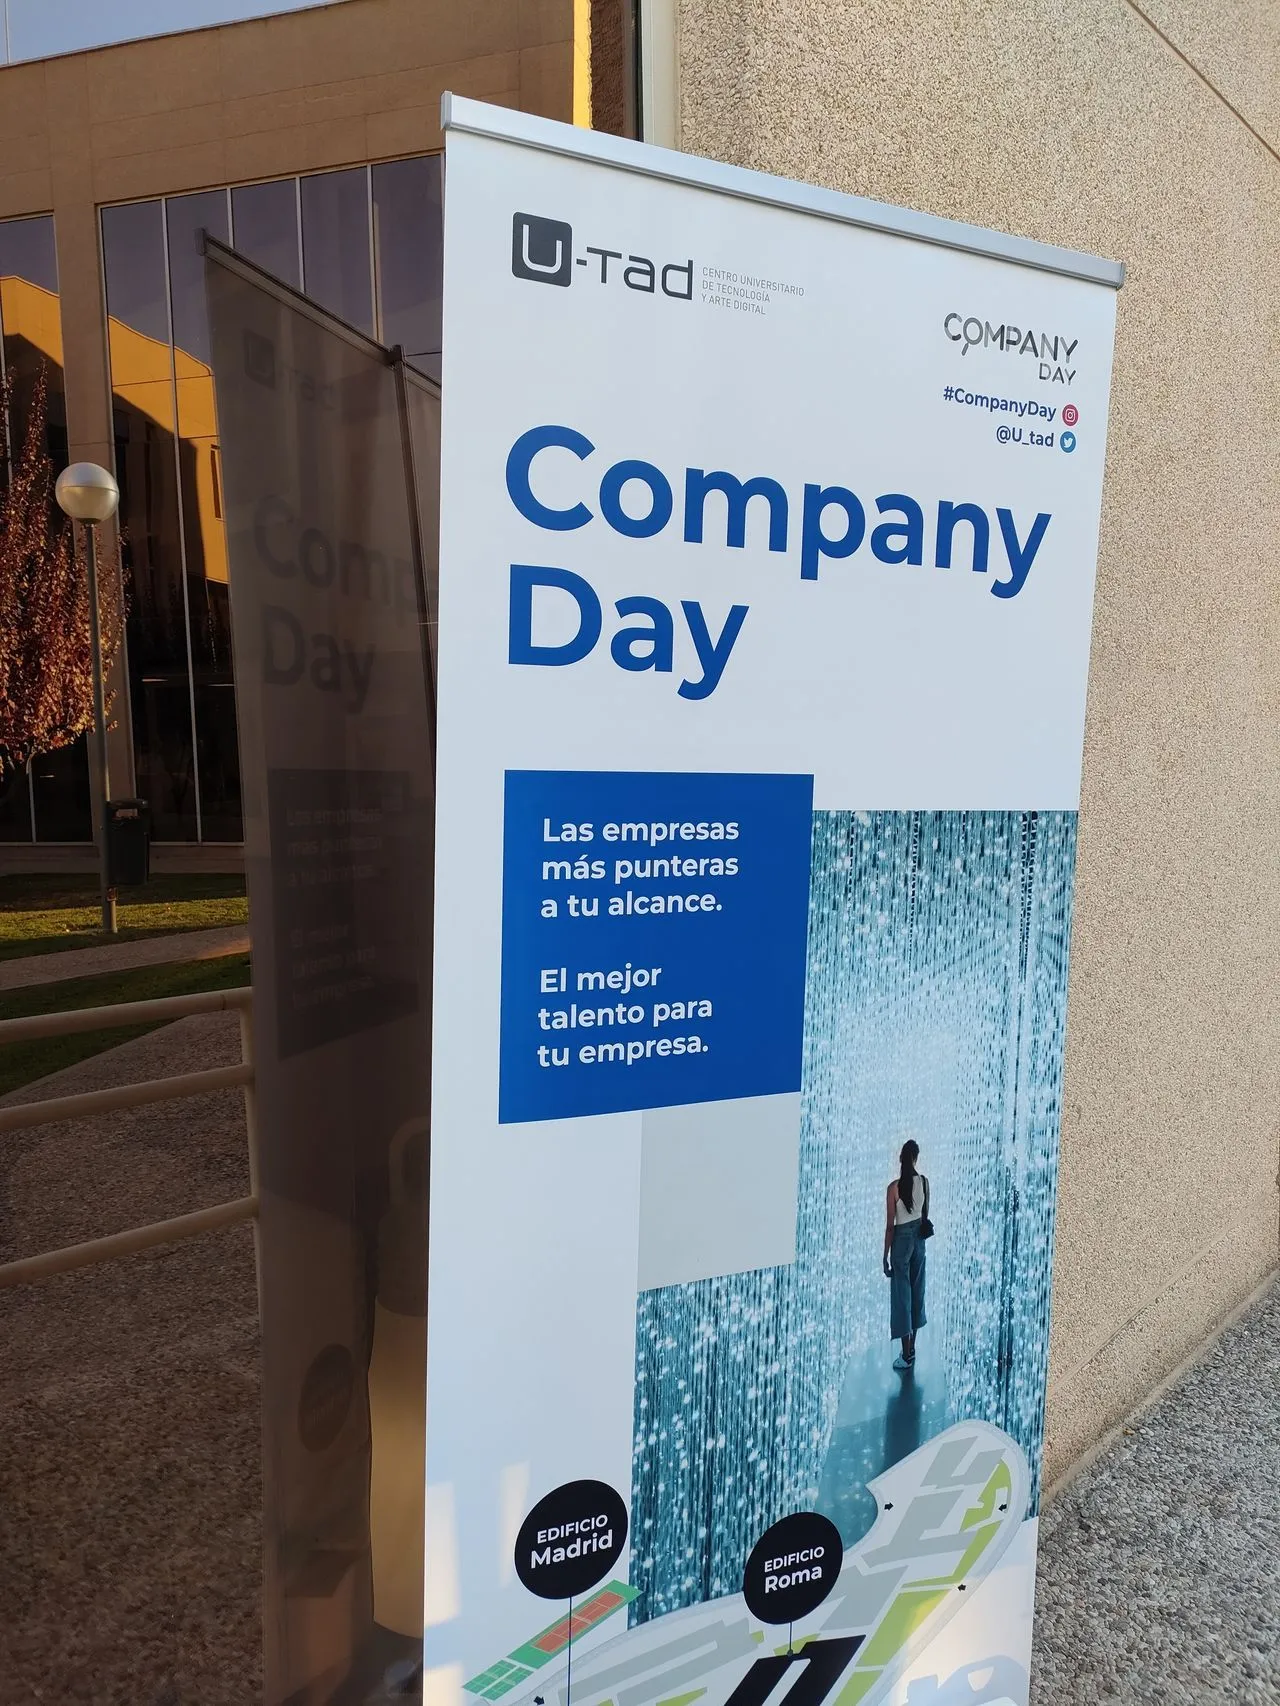 U-tad
CENTRO UNIVERSITARIO
DE TECNOLOGÍA
Y ARTE DIGITAL
COMPANY
DAY
#CompanyDay
@U_tad
Company
Day
Las empresas
más punteras
a tu alcance.
El mejor
talento para
tu empresa.
EDIFICIO
Madrid
EDIFICIO
Roma